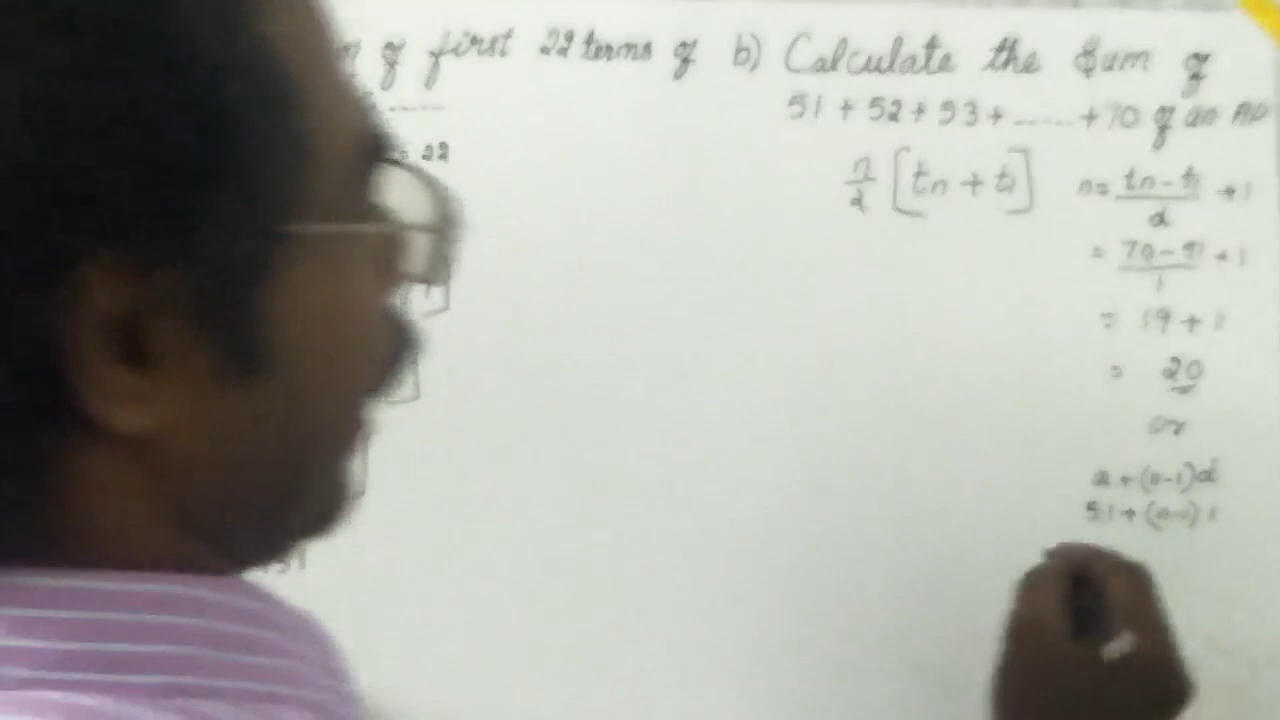 of first 22 terms of
........
= 22
b) Calculate the Sum of
51 + 52 + 53 + ...... + 70 of an AP
n/2 [tn + t1]
n = (tn - t1)/d + 1
= (70 - 51)/1 + 1
= 19 + 1
= 20
or
a + (n-1)d
51 + (n-1) 1